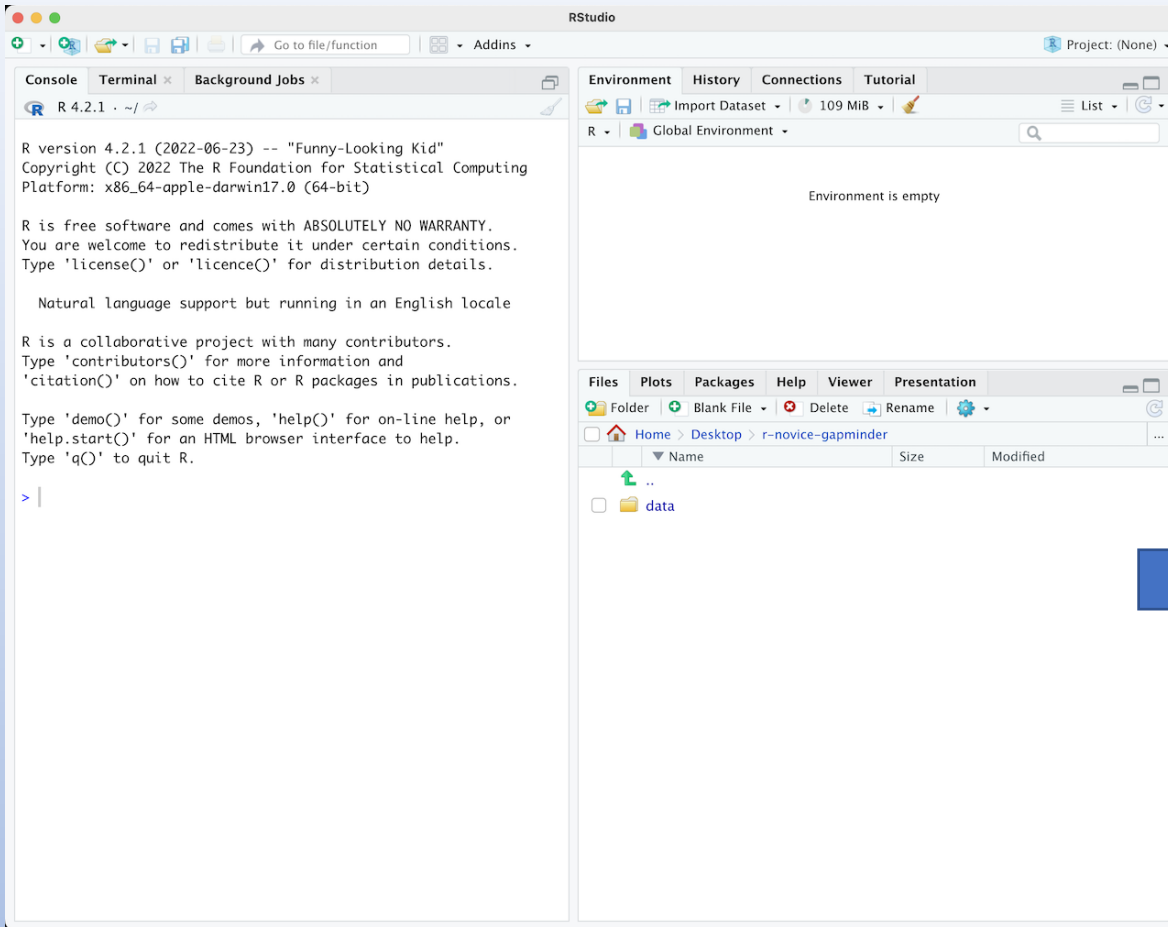 RStudio
Go to file/function
Addins
Project: (None)
Console Terminal Background Jobs
R 4.2.1 · ~/
R version 4.2.1 (2022-06-23) -- "Funny-Looking Kid"
Copyright (C) 2022 The R Foundation for Statistical Computing
Platform: x86_64-apple-darwin17.0 (64-bit)
R is free software and comes with ABSOLUTELY NO WARRANTY.
You are welcome to redistribute it under certain conditions.
Type 'license()' or 'licence()' for distribution details.
Natural language support but running in an English locale
R is a collaborative project with many contributors.
Type 'contributors()' for more information and
'citation()' on how to cite R or R packages in publications.
Type 'demo()' for some demos, 'help()' for on-line help, or
'help.start()' for an HTML browser interface to help.
Type 'q()' to quit R.
>
Environment History Connections Tutorial
Import Dataset 109 MiB List
R Global Environment
Environment is empty
Files Plots Packages Help Viewer Presentation
Folder Blank File Delete Rename
Home > Desktop > r-novice-gapminder ...
Name Size Modified
..
data